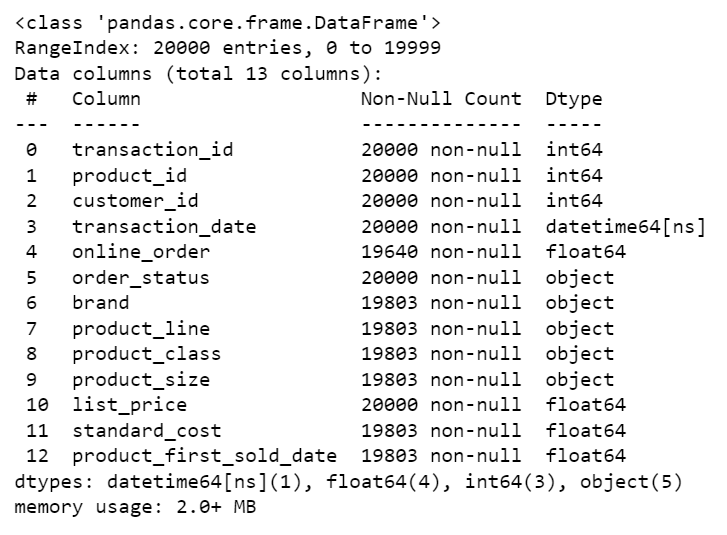 <class 'pandas.core.frame.DataFrame'>
RangeIndex: 20000 entries, 0 to 19999
Data columns (total 13 columns):
 #   Column                   Non-Null Count  Dtype
---  ------                   --------------  -----
 0   transaction_id           20000 non-null  int64
 1   product_id               20000 non-null  int64
 2   customer_id              20000 non-null  int64
 3   transaction_date         20000 non-null  datetime64[ns]
 4   online_order             19640 non-null  float64
 5   order_status             20000 non-null  object
 6   brand                    19803 non-null  object
 7   product_line             19803 non-null  object
 8   product_class            19803 non-null  object
 9   product_size             19803 non-null  object
 10  list_price               20000 non-null  float64
 11  standard_cost            19803 non-null  float64
 12  product_first_sold_date  19803 non-null  float64
dtypes: datetime64[ns](1), float64(4), int64(3), object(5)
memory usage: 2.0+ MB